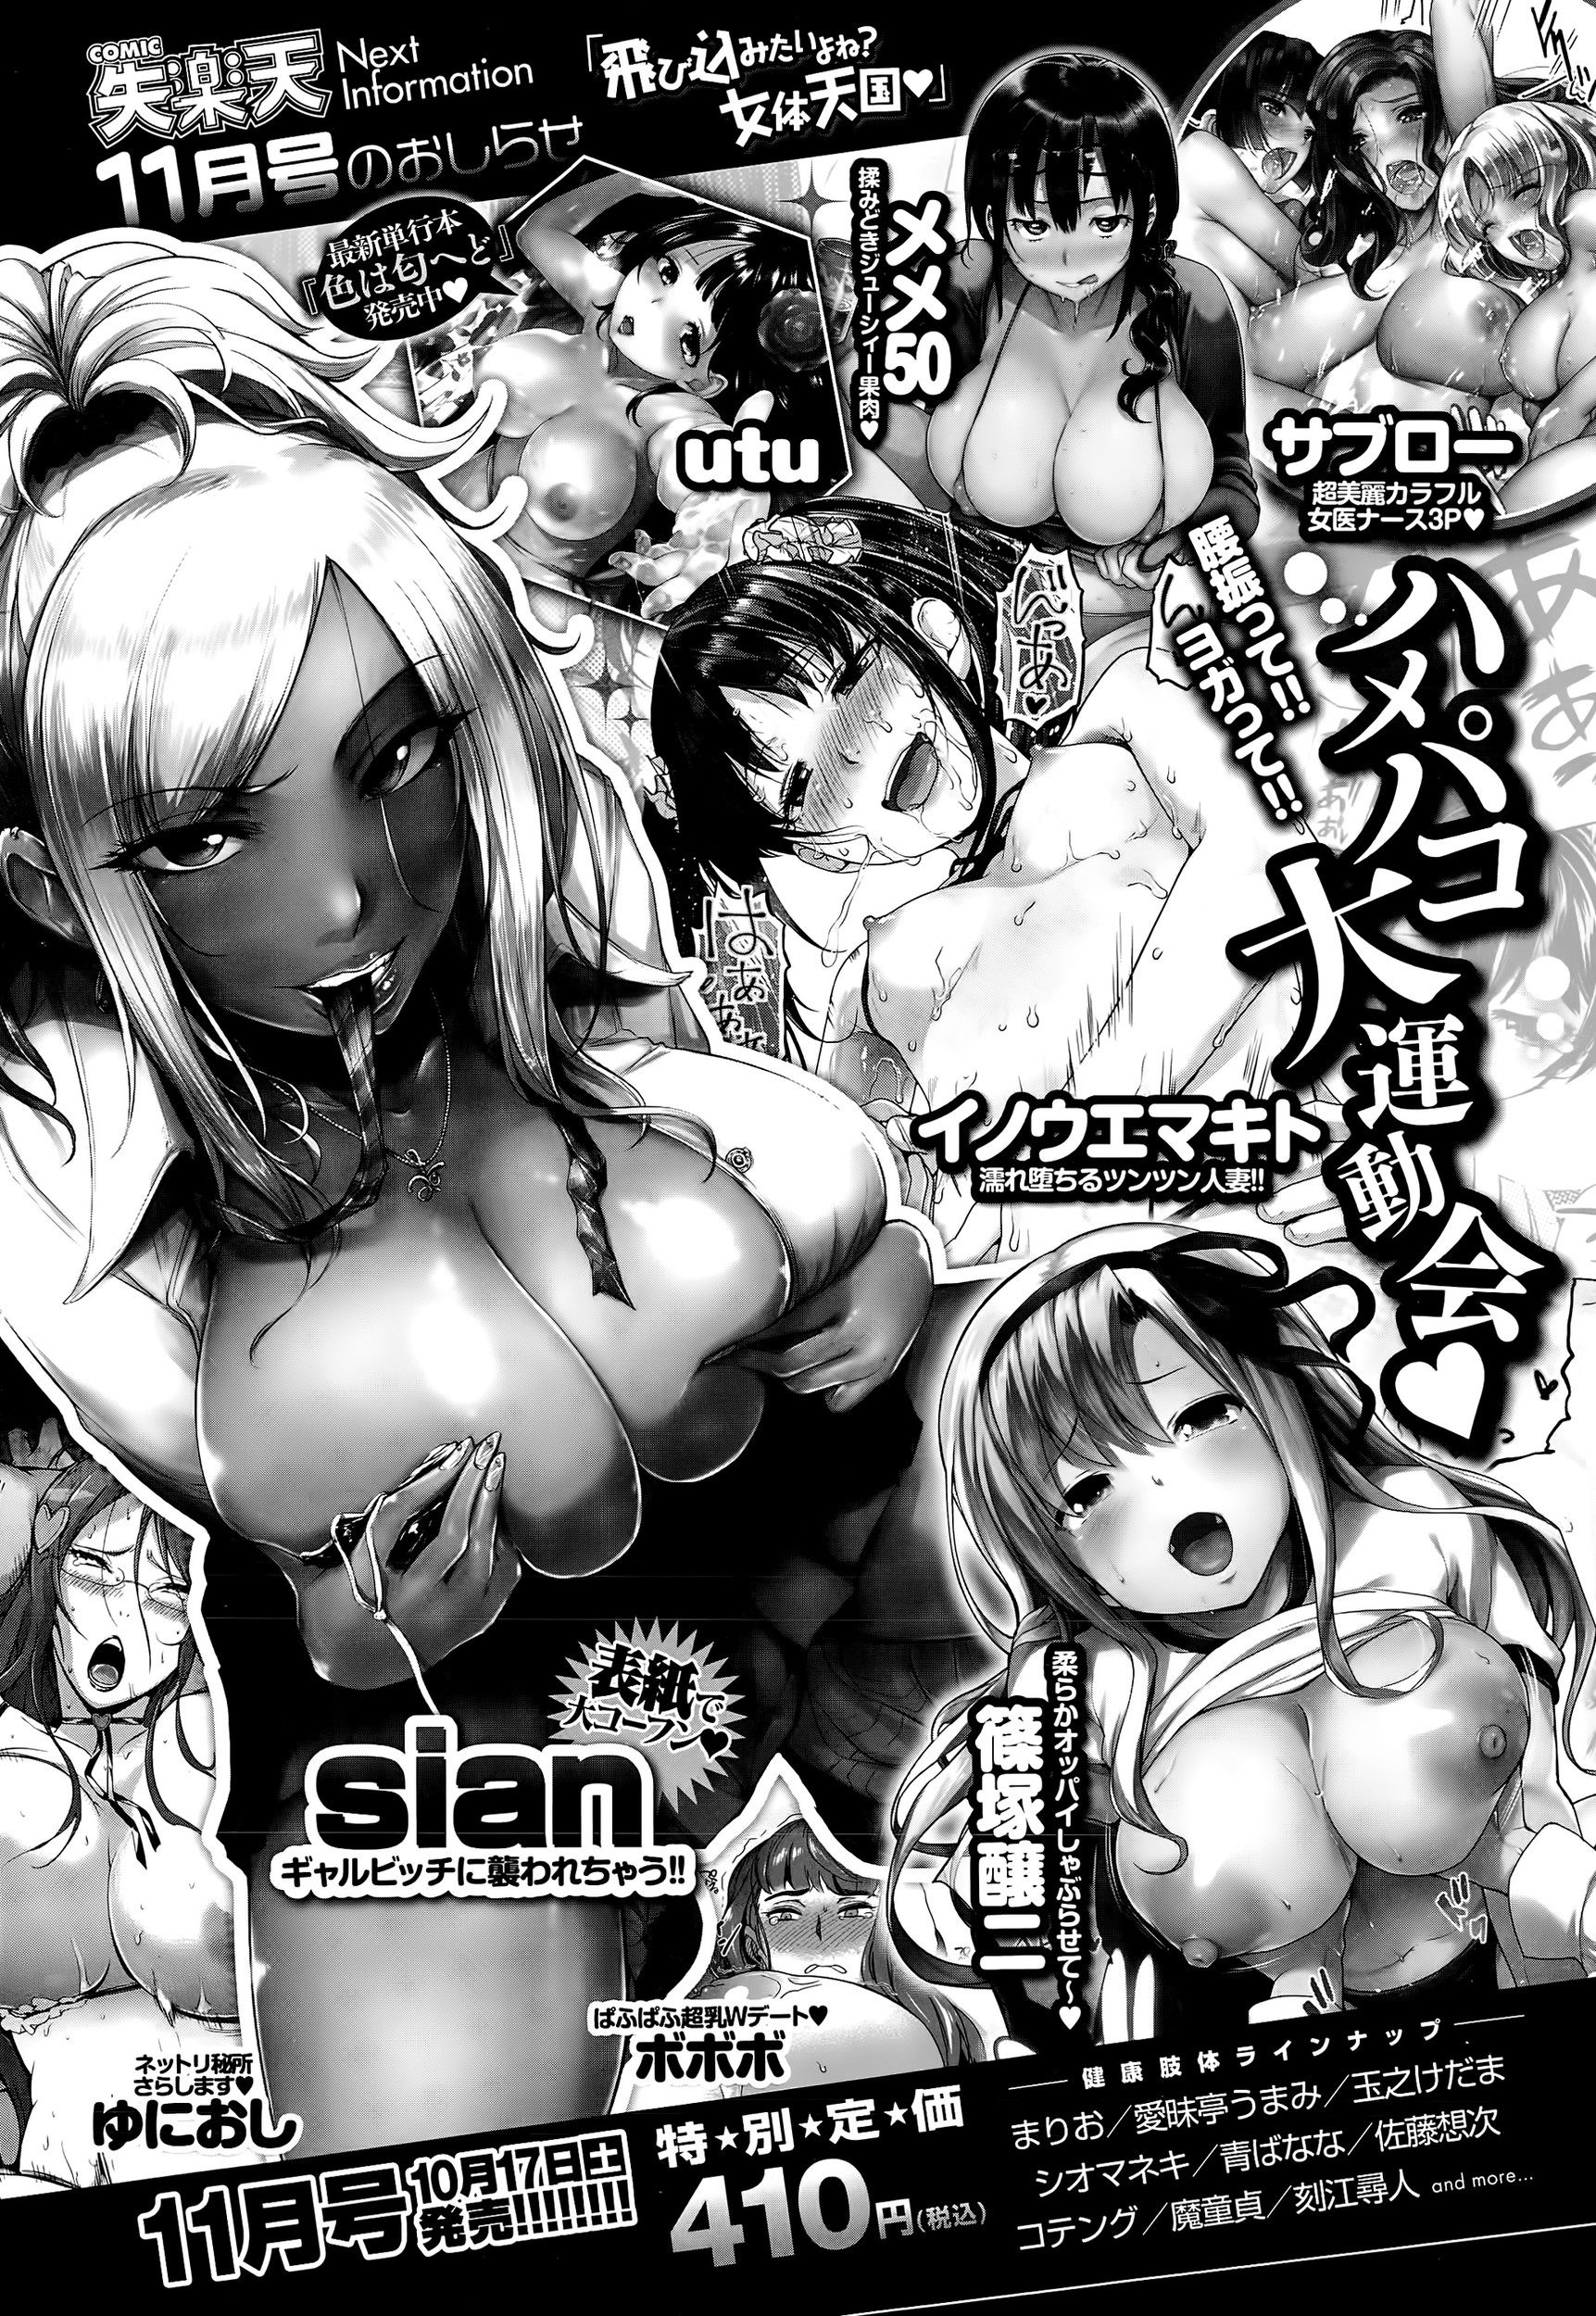 COMIC
失楽天
Next
Information
11月号のおしらせ
「飛び込みたいよね?
女体天国♥」
最新単行本
『色は匂へど』
発売中♥
utu
揉みどきジューシィー果肉♥
メメ50
サブロー
超美麗カラフル
女医ナース3P♥
腰振って!!
ヨガって!!
ハメパコ大運動会♥
んっあ♡
はぁ
イノウエマキト
濡れ堕ちるツンツン人妻!!
表紙で
大コーフン♥
sian
ギャルビッチに襲われちゃう!!
柔らかオッパイしゃぶらせて〜♥
篠塚醸二
ぱふぱふ超乳Wデート♥
ボボボ
ネットリ秘所
さらします♥
ゆにおし
11月号
10月17日土
発売!!!!!!!!!
特★別★定★価
410円(税込)
健康肢体ラインナップ
まりお/愛昧亭うまみ/玉之けだま
シオマネキ/青ばなな/佐藤想次
コテング/魔童貞/刻江尋人 and more...